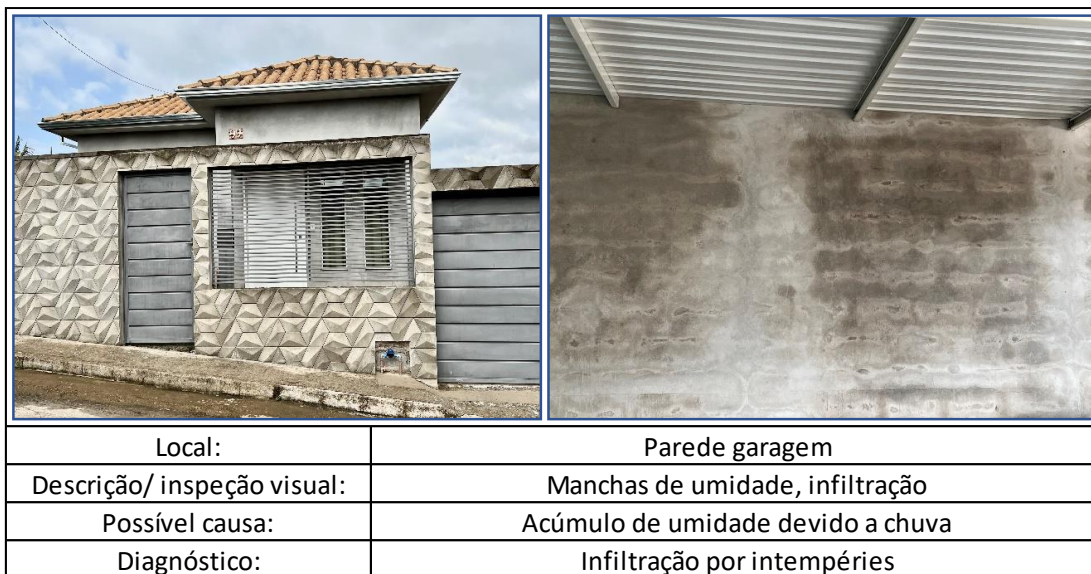 Local: Parede garagem
Descrição/ inspeção visual: Manchas de umidade, infiltração
Possível causa: Acúmulo de umidade devido a chuva
Diagnóstico: Infiltração por intempéries